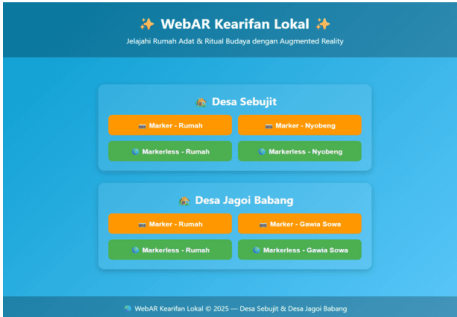 ✨ WebAR Kearifan Lokal ✨
Jelajahi Rumah Adat & Ritual Budaya dengan Augmented Reality
Desa Sebujit
Marker - Rumah
Marker - Nyobeng
Markerless - Rumah
Markerless - Nyobeng
Desa Jagoi Babang
Marker - Rumah
Marker - Gawia Sowa
Markerless - Rumah
Markerless - Gawia Sowa
WebAR Kearifan Lokal © 2025 — Desa Sebujit & Desa Jagoi Babang